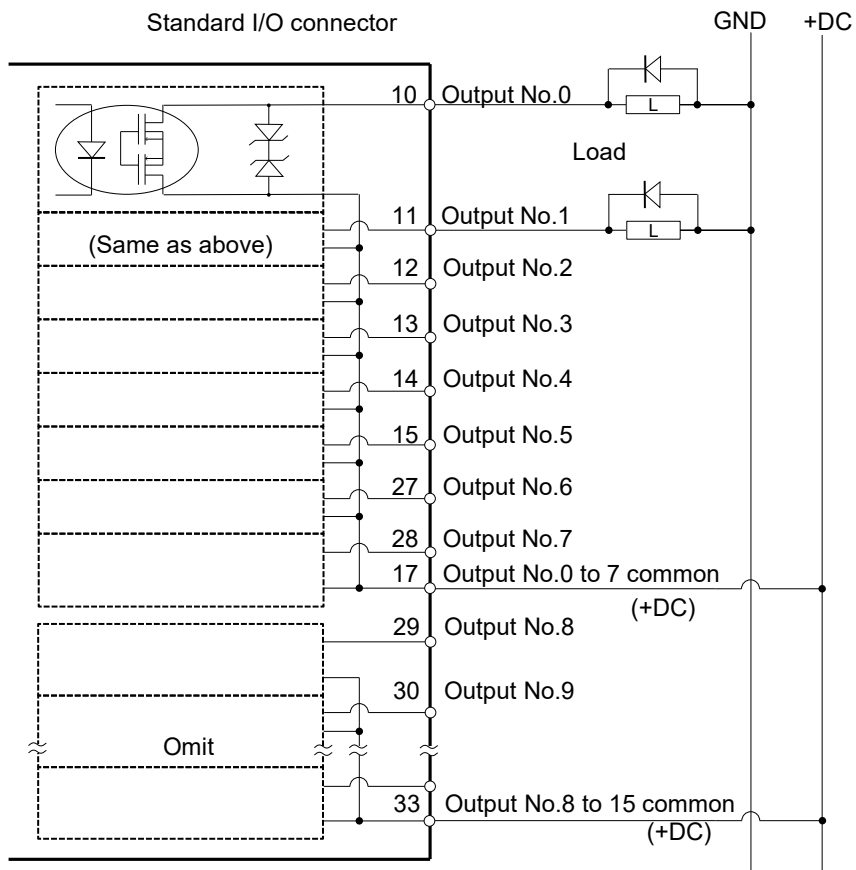 Standard I/O connector
GND
+DC
10 Output No.0
L
Load
11 Output No.1
L
(Same as above)
12 Output No.2
13 Output No.3
14 Output No.4
15 Output No.5
27 Output No.6
28 Output No.7
17 Output No.0 to 7 common
(+DC)
29 Output No.8
30 Output No.9
Omit
33 Output No.8 to 15 common
(+DC)